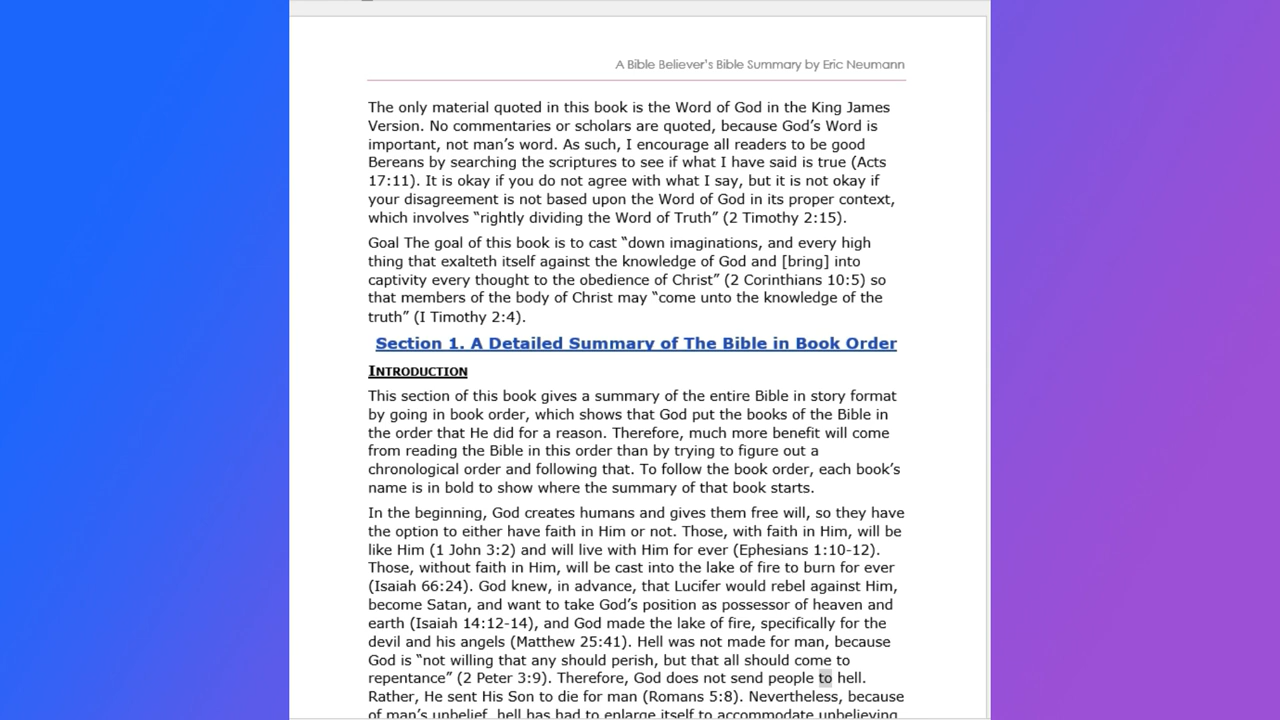 A Bible Believer's Bible Summary by Eric Neumann
The only material quoted in this book is the Word of God in the King James
Version. No commentaries or scholars are quoted, because God's Word is
important, not man's word. As such, I encourage all readers to be good
Bereans by searching the scriptures to see if what I have said is true (Acts
17:11). It is okay if you do not agree with what I say, but it is not okay if
your disagreement is not based upon the Word of God in its proper context,
which involves “rightly dividing the Word of Truth” (2 Timothy 2:15).
Goal The goal of this book is to cast “down imaginations, and every high
thing that exalteth itself against the knowledge of God and [bring] into
captivity every thought to the obedience of Christ” (2 Corinthians 10:5) so
that members of the body of Christ may “come unto the knowledge of the
truth” (I Timothy 2:4).
Section 1. A Detailed Summary of The Bible in Book Order
INTRODUCTION
This section of this book gives a summary of the entire Bible in story format
by going in book order, which shows that God put the books of the Bible in
the order that He did for a reason. Therefore, much more benefit will come
from reading the Bible in this order than by trying to figure out a
chronological order and following that. To follow the book order, each book's
name is in bold to show where the summary of that book starts.
In the beginning, God creates humans and gives them free will, so they have
the option to either have faith in Him or not. Those, with faith in Him, will be
like Him (1 John 3:2) and will live with Him for ever (Ephesians 1:10-12).
Those, without faith in Him, will be cast into the lake of fire to burn for ever
(Isaiah 66:24). God knew, in advance, that Lucifer would rebel against Him,
become Satan, and want to take God's position as possessor of heaven and
earth (Isaiah 14:12-14), and God made the lake of fire, specifically for the
devil and his angels (Matthew 25:41). Hell was not made for man, because
God is “not willing that any should perish, but that all should come to
repentance” (2 Peter 3:9). Therefore, God does not send people to hell.
Rather, He sent His Son to die for man (Romans 5:8). Nevertheless, because
of man's unbelief, hell has had to enlarge itself to accommodate unbelieving